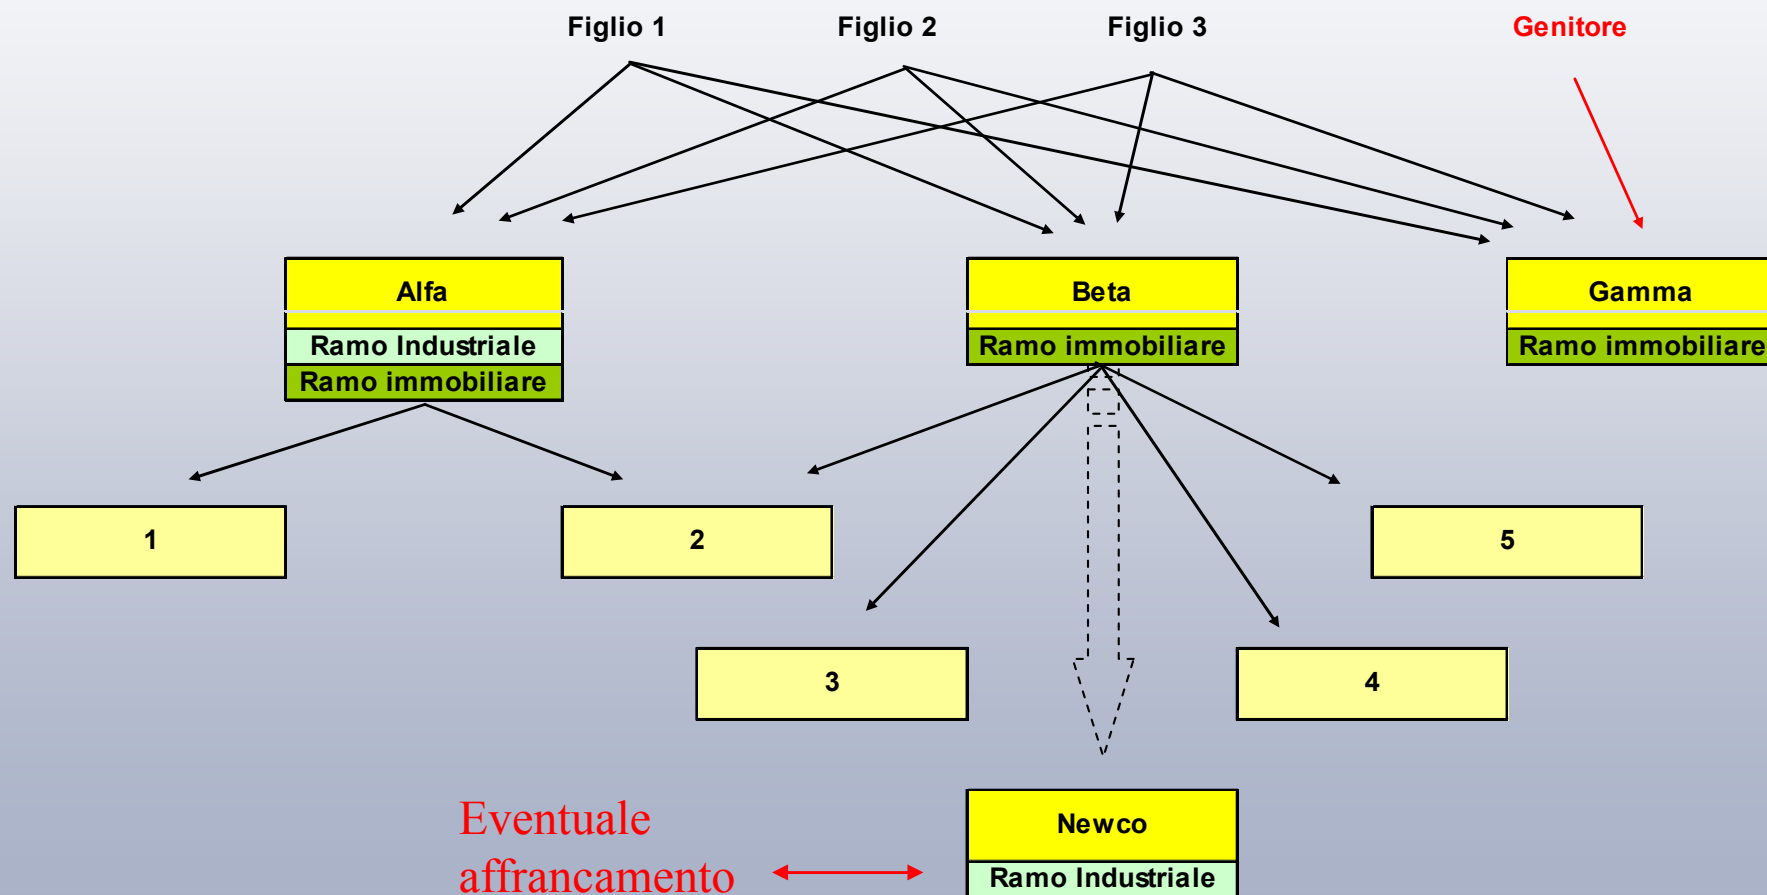 Figlio 1
Figlio 2
Figlio 3
Genitore
Alfa
Ramo Industriale
Ramo immobiliare
Beta
Ramo immobiliare
Gamma
Ramo immobiliare
1
2
5
3
4
Eventuale
affrancamento
Newco
Ramo Industriale